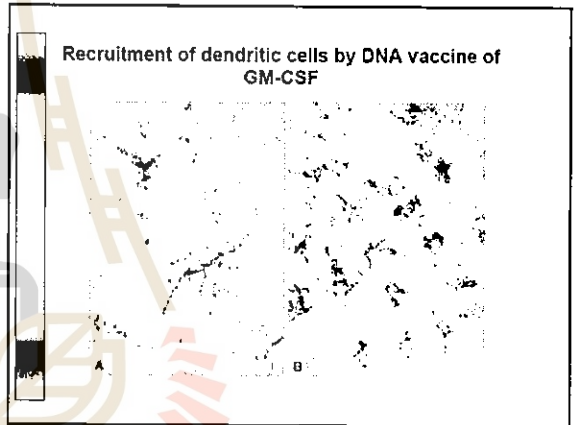 Recruitment of dendritic cells by DNA vaccine of
GM-CSF
A
B